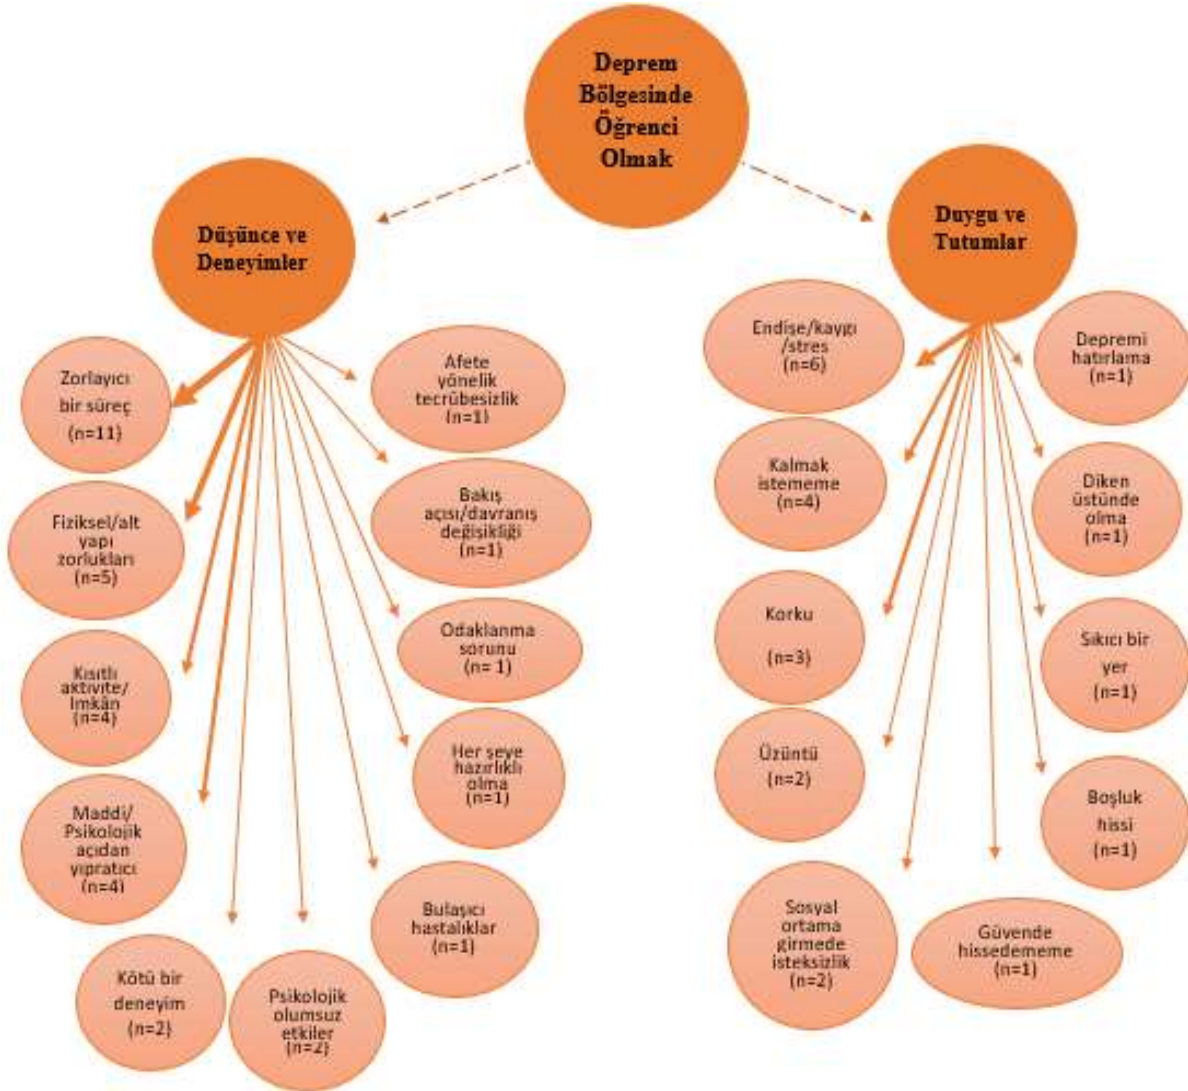 Deprem
Bölgesinde
Öğrenci
Olmak
Düşünce ve
Deneyimler
Zorlayıcı
bir süreç
(n=11)
Fiziksel/alt
yapı
zorlukları
(n=5)
Kısıtlı
aktivite/
İmkân
(n=4)
Maddi/
Psikolojik
açıdan
yıpratıcı
(n=4)
Kötü bir
deneyim
(n=2)
Psikolojik
olumsuz
etkiler
(n=2)
Bulaşıcı
hastalıklar
(n=1)
Her şeye
hazırlıklı
olma
(n=1)
Odaklanma
sorunu
(n= 1)
Bakış
açısı/davranış
değişikliği
(n=1)
Afete
yönelik
tecrübesizlik
(n=1)
Duygu ve
Tutumlar
Endişe/kaygı
/stres
(n=6)
Kalmak
istememe
(n=4)
Korku
(n=3)
Üzüntü
(n=2)
Sosyal
ortama
girmede
isteksizlik
(n=2)
Güvende
hissedememe
(n=1)
Boşluk
hissi
(n=1)
Sıkıcı bir
yer
(n=1)
Diken
üstünde
olma
(n=1)
Depremi
hatırlama
(n=1)